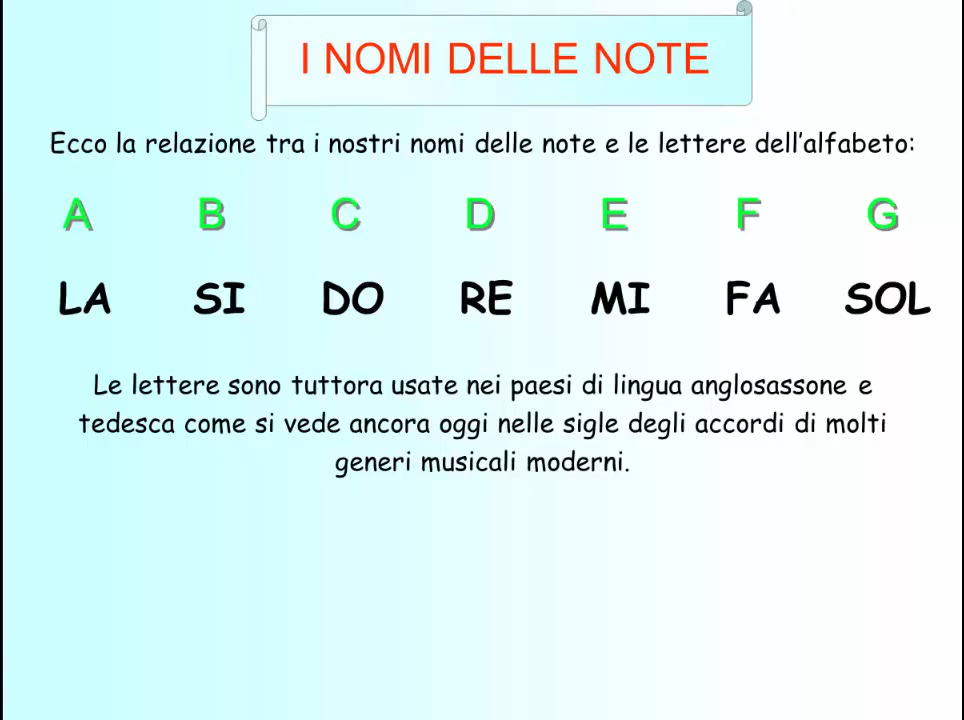 I NOMI DELLE NOTE
Ecco la relazione tra i nostri nomi delle note e le lettere dell'alfabeto:
A B C D E F G
LA SI DO RE MI FA SOL
Le lettere sono tuttora usate nei paesi di lingua anglosassone e
tedesca come si vede ancora oggi nelle sigle degli accordi di molti
generi musicali moderni.